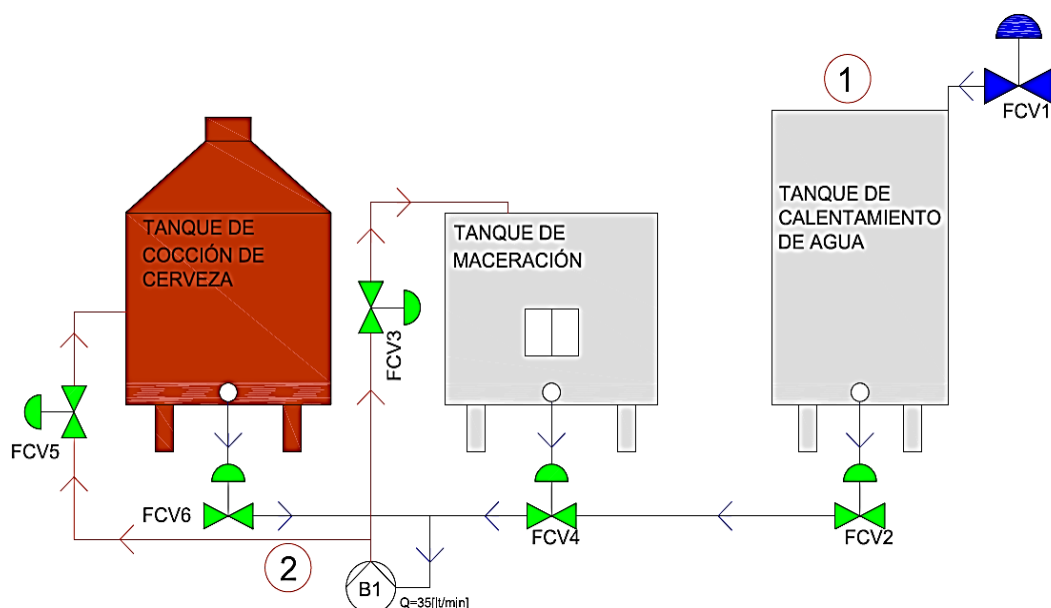 1
FCV1
TANQUE DE
COCCIÓN DE
CERVEZA
TANQUE DE
MACERACIÓN
TANQUE DE
CALENTAMIENTO
DE AGUA
FCV3
FCV5
FCV6
FCV4
FCV2
2
B1
Q=35[lt/min]